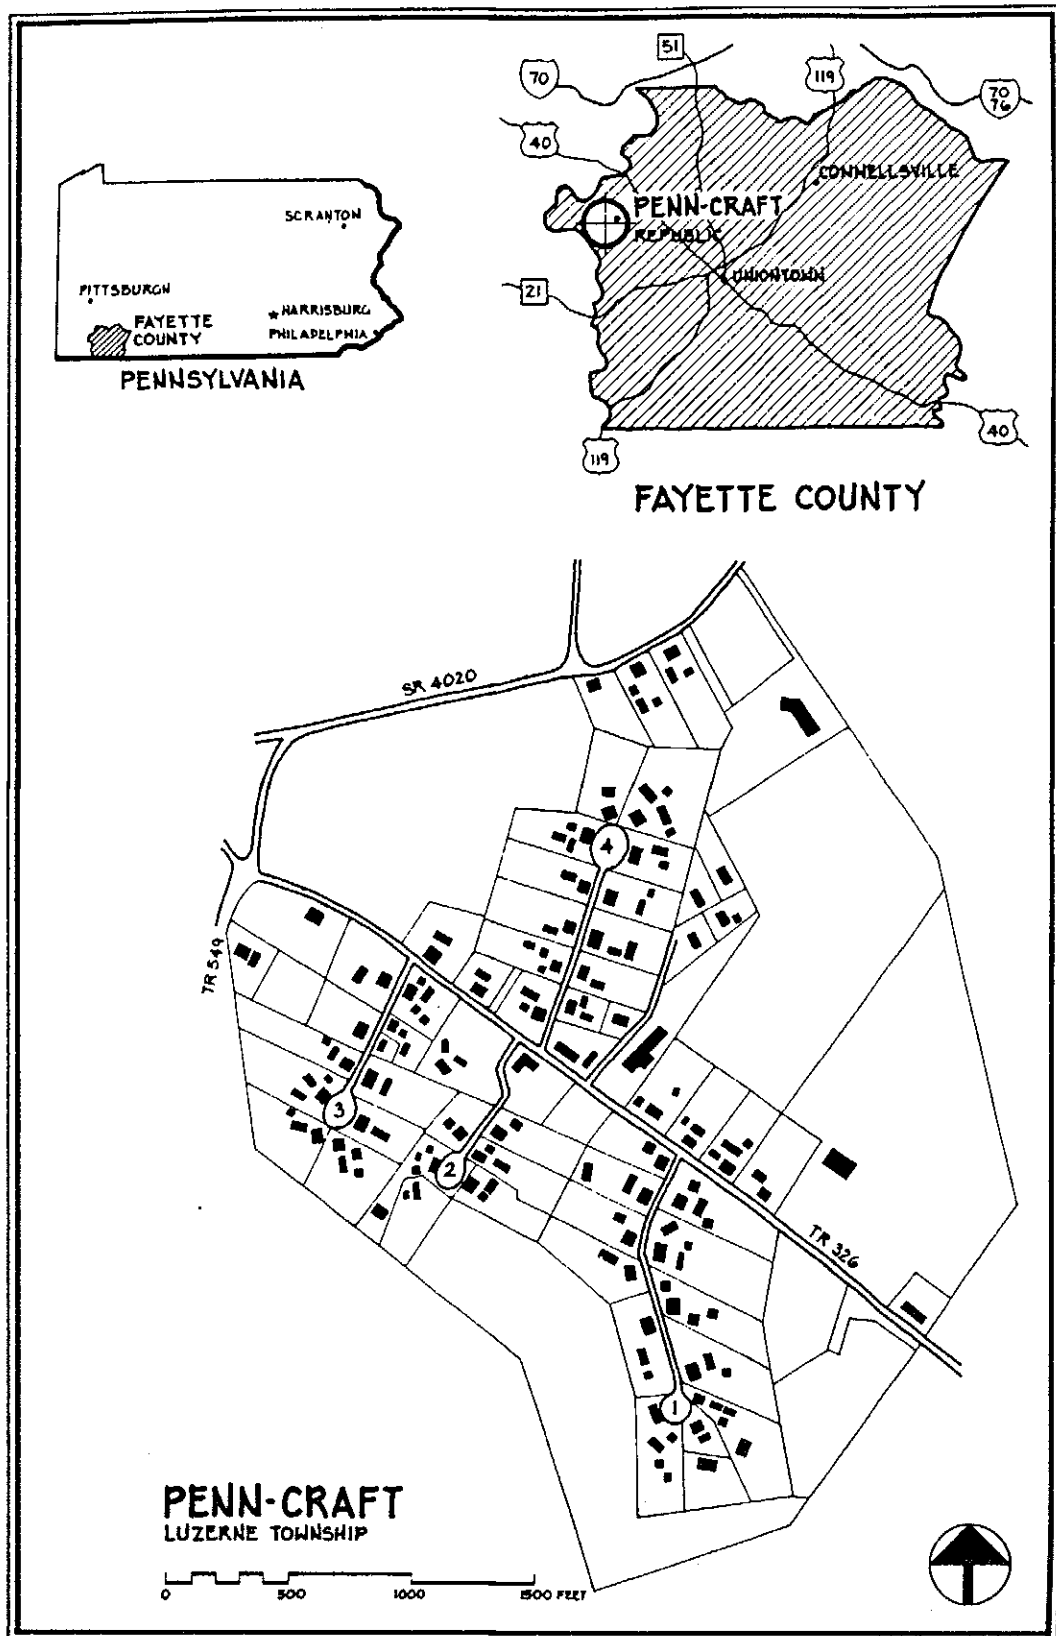 SCRANTON
PITTSBURGH
HARRISBURG
FAYETTE
COUNTY
PHILADELPHIA
PENNSYLVANIA
51
70
119
70
76
40
CONNELLSVILLE
PENN-CRAFT
REPUBLIC
UNIONTOWN
21
40
119
FAYETTE COUNTY
SR 4020
4
TR 549
3
2
TR 326
1
PENN-CRAFT
LUZERNE TOWNSHIP
0 500 1000 1500 FEET